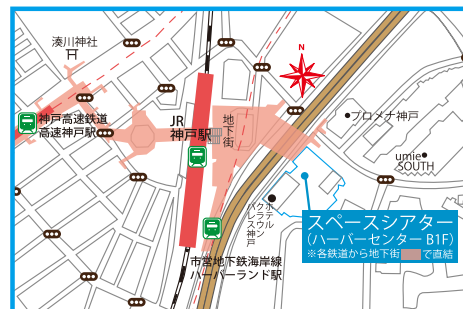 湊川神社
N
神戸高速鉄道
高速神戸駅
JR
神戸駅
地下街
プロメナ神戸
umie
SOUTH
ホテル
クラウン
パレス神戸
スペースシアター
(ハーバーセンター B1F)
※各鉄道から地下街 で直結
市営地下鉄海岸線
ハーバーランド駅